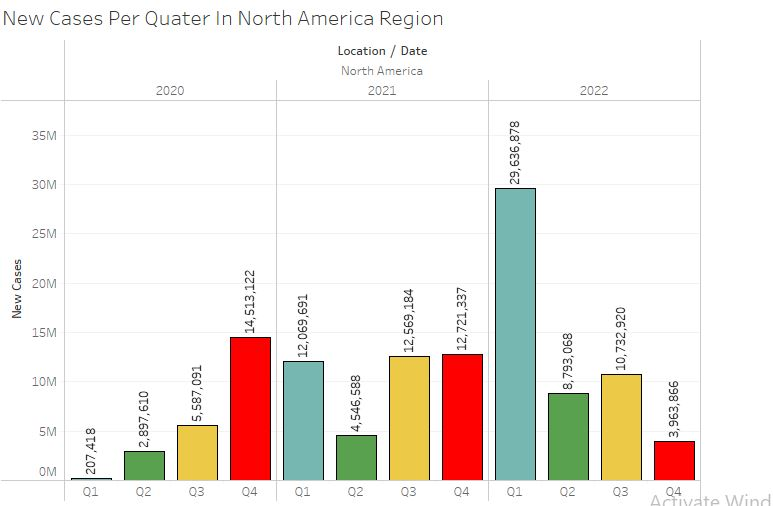 New Cases Per Quater In North America Region
Location / Date
North America
2020 2021 2022
New Cases
35M
30M
25M
20M
15M
10M
5M
0M
207,418
2,897,610
5,587,091
14,513,122
12,069,691
4,546,588
12,569,184
12,721,337
29,636,878
8,793,068
10,732,920
3,963,866
Q1 Q2 Q3 Q4 Q1 Q2 Q3 Q4 Q1 Q2 Q3 Q4
Activate Wind